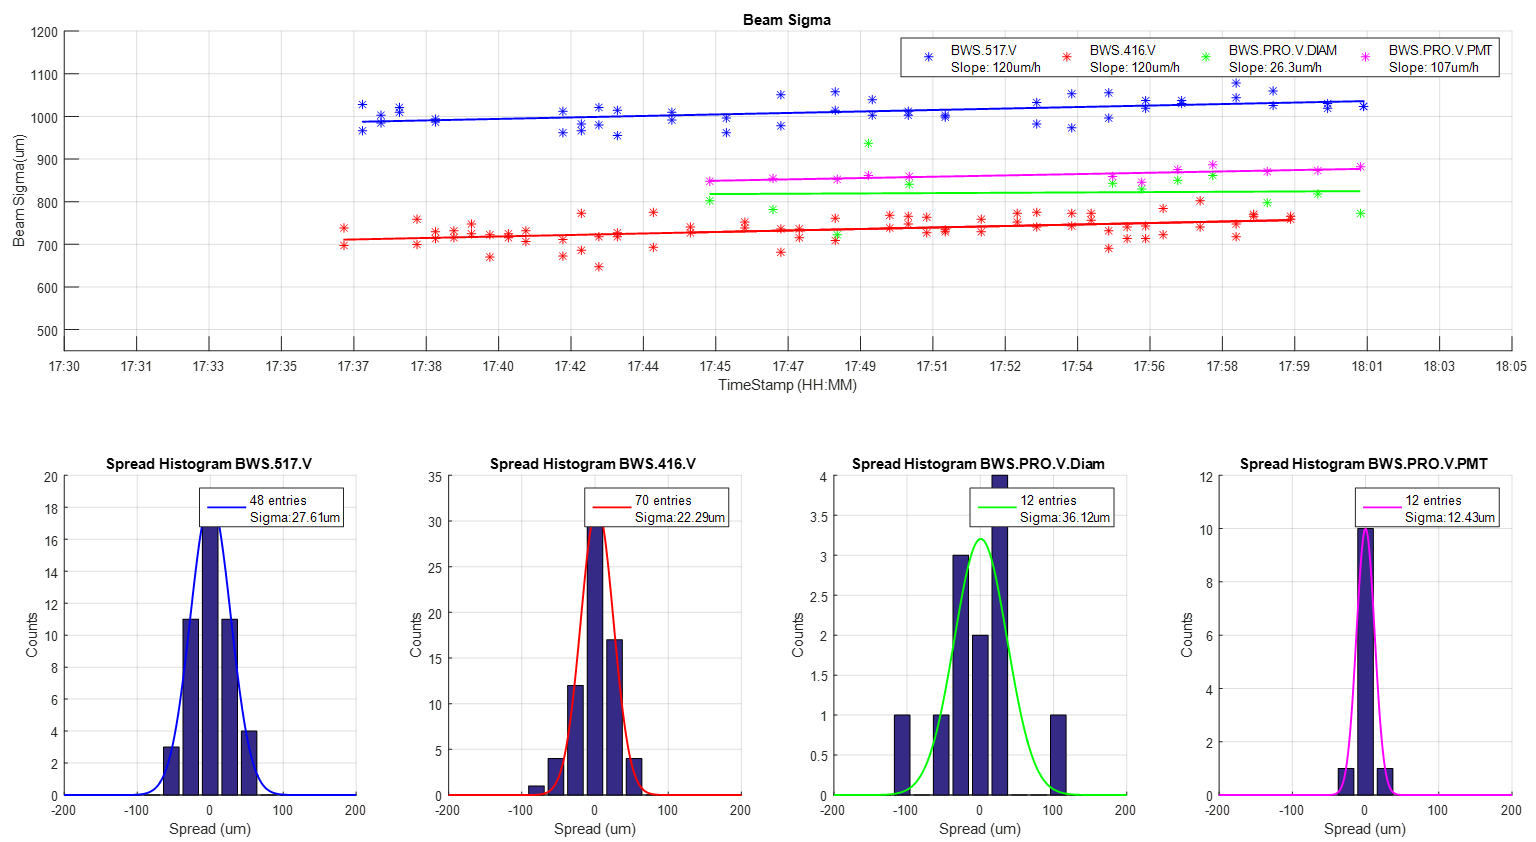 Beam Sigma
1200
1100
1000
900
800
700
600
500
Beam Sigma(um)
BWS.517.V
Slope: 120um/h
BWS.416.V
Slope: 120um/h
BWS.PRO.V.DIAM
Slope: 26.3um/h
BWS.PRO.V.PMT
Slope: 107um/h
17:30 17:31 17:33 17:35 17:37 17:38 17:40 17:42 17:44 17:45 17:47 17:49 17:51 17:52 17:54 17:56 17:58 17:59 18:01 18:03 18:05
TimeStamp (HH:MM)
Spread Histogram BWS.517.V
20
18
16
14
12
10
8
6
4
2
0
Counts
48 entries
Sigma:27.61um
-200 -100 0 100 200
Spread (um)
Spread Histogram BWS.416.V
35
30
25
20
15
10
5
0
Counts
70 entries
Sigma:22.29um
-200 -100 0 100 200
Spread (um)
Spread Histogram BWS.PRO.V.Diam
4
3.5
3
2.5
2
1.5
1
0.5
0
Counts
12 entries
Sigma:36.12um
-200 -100 0 100 200
Spread (um)
Spread Histogram BWS.PRO.V.PMT
12
10
8
6
4
2
0
Counts
12 entries
Sigma:12.43um
-200 -100 0 100 200
Spread (um)